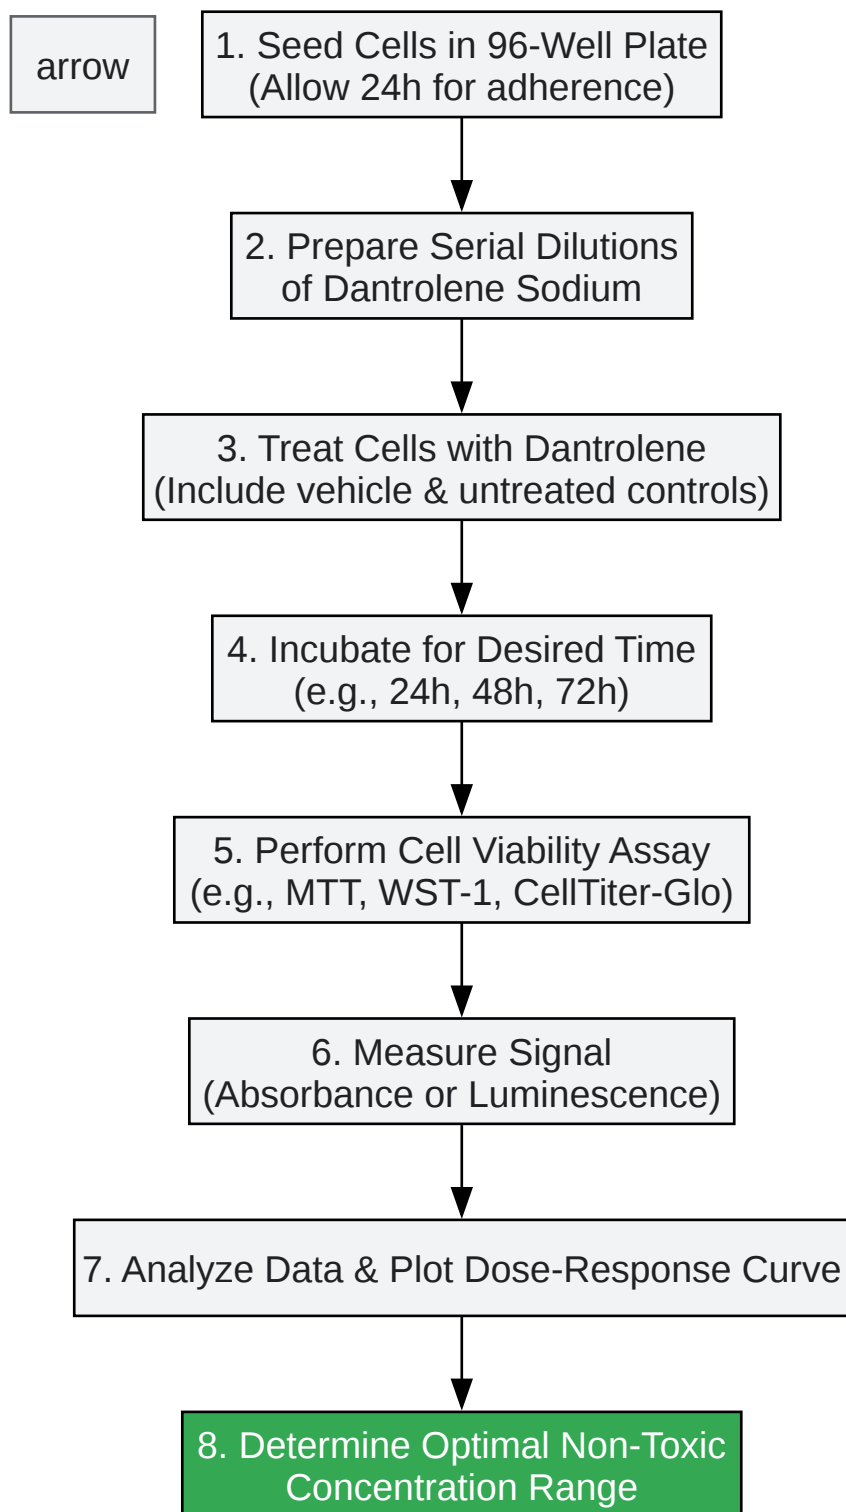 arrow
1. Seed Cells in 96-Well Plate
(Allow 24h for adherence)
2. Prepare Serial Dilutions
of Dantrolene Sodium
3. Treat Cells with Dantrolene
(Include vehicle & untreated controls)
4. Incubate for Desired Time
(e.g., 24h, 48h, 72h)
5. Perform Cell Viability Assay
(e.g., MTT, WST-1, CellTiter-Glo)
6. Measure Signal
(Absorbance or Luminescence)
7. Analyze Data & Plot Dose-Response Curve
8. Determine Optimal Non-Toxic
Concentration Range